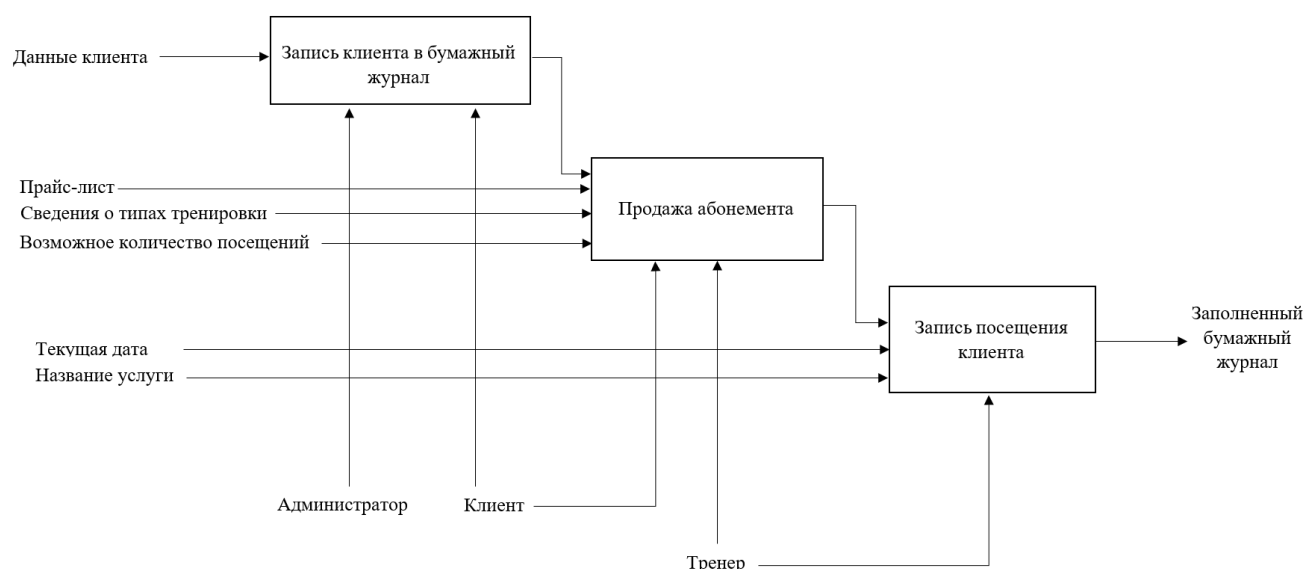 Данные клиента
Запись клиента в бумажный
журнал
Прайс-лист
Сведения о типах тренировки
Возможное количество посещений
Продажа абонемента
Текущая дата
Название услуги
Запись посещения
клиента
Заполненный
бумажный
журнал
Администратор
Клиент
Тренер